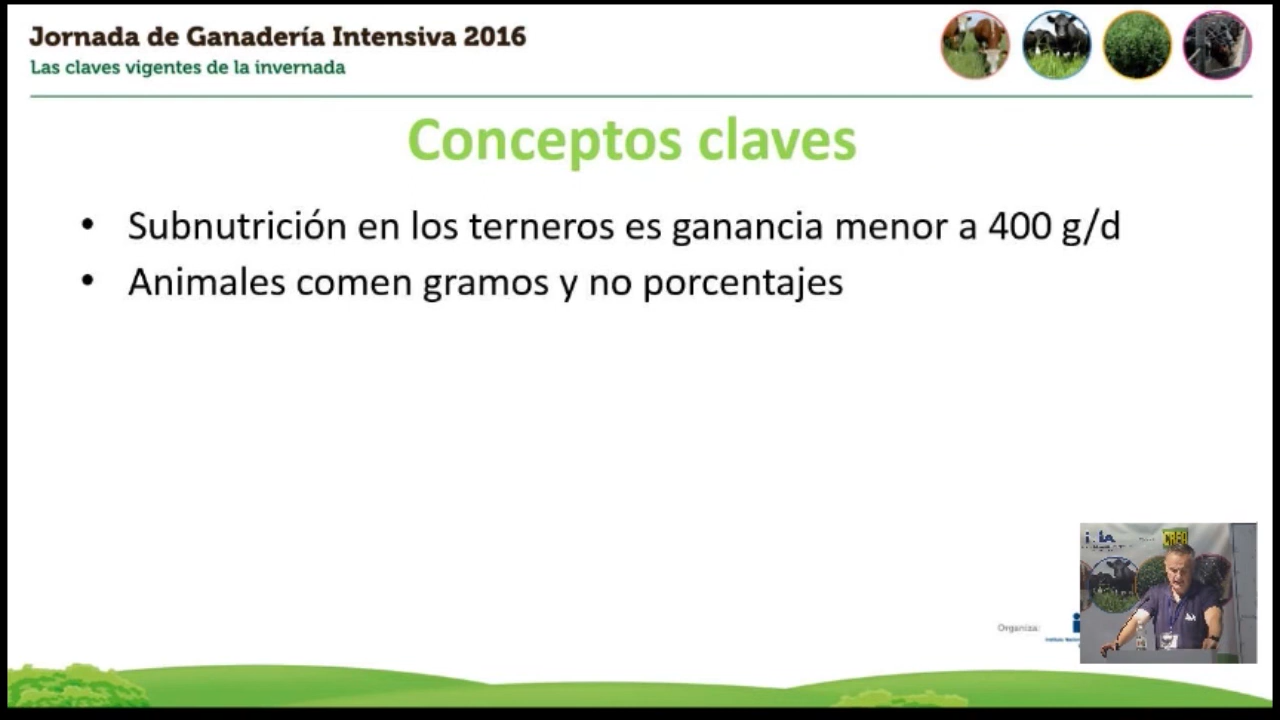 Jornada de Ganadería Intensiva 2016
Las claves vigentes de la invernada
Conceptos claves
• Subnutrición en los terneros es ganancia menor a 400 g/d
• Animales comen gramos y no porcentajes
CREA
Organiza: